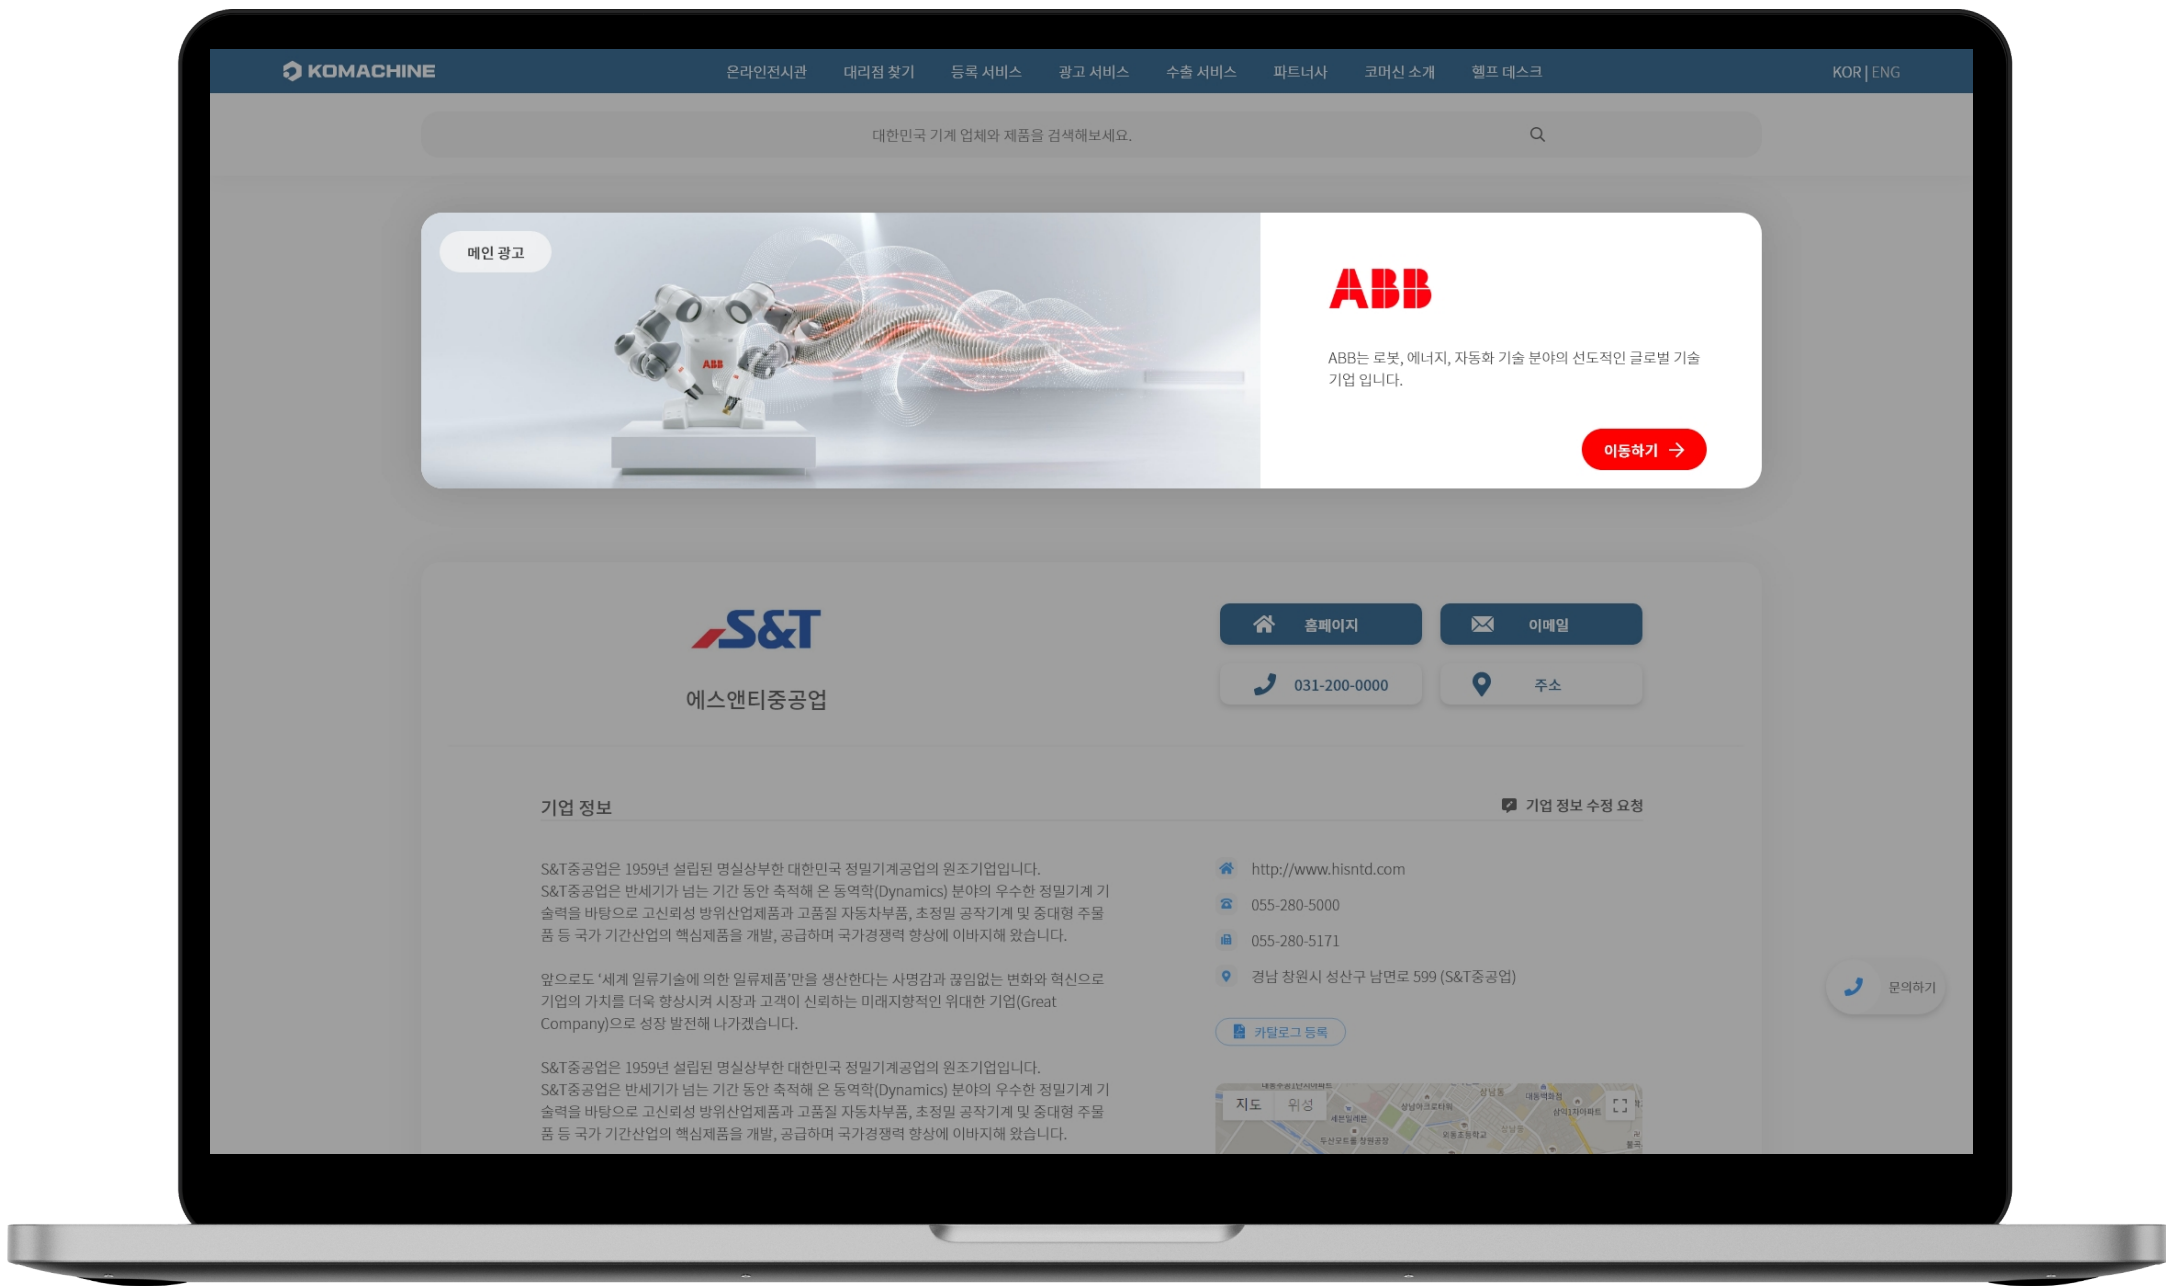 KOMACHINE
온라인전시관 대리점 찾기 등록 서비스 광고 서비스 수출 서비스 파트너사 코머신 소개 헬프 데스크
KOR | ENG
대한민국 기계 업체와 제품을 검색해보세요.
메인 광고
ABB
ABB
ABB는 로봇, 에너지, 자동화 기술 분야의 선도적인 글로벌 기술
기업 입니다.
이동하기
S&T
에스앤티중공업
홈페이지
이메일
031-200-0000
주소
기업 정보
기업 정보 수정 요청
S&T중공업은 1959년 설립된 명실상부한 대한민국 정밀기계공업의 원조기업입니다.
S&T중공업은 반세기가 넘는 기간 동안 축적해 온 동역학(Dynamics) 분야의 우수한 정밀기계 기
술력을 바탕으로 고신뢰성 방위산업제품과 고품질 자동차부품, 초정밀 공작기계 및 중대형 주물
품 등 국가 기간산업의 핵심제품을 개발, 공급하며 국가경쟁력 향상에 이바지해 왔습니다.
앞으로도 ‘세계 일류기술에 의한 일류제품’만을 생산한다는 사명감과 끊임없는 변화와 혁신으로
기업의 가치를 더욱 향상시켜 시장과 고객이 신뢰하는 미래지향적인 위대한 기업(Great
Company)으로 성장 발전해 나가겠습니다.
S&T중공업은 1959년 설립된 명실상부한 대한민국 정밀기계공업의 원조기업입니다.
S&T중공업은 반세기가 넘는 기간 동안 축적해 온 동역학(Dynamics) 분야의 우수한 정밀기계 기
술력을 바탕으로 고신뢰성 방위산업제품과 고품질 자동차부품, 초정밀 공작기계 및 중대형 주물
품 등 국가 기간산업의 핵심제품을 개발, 공급하며 국가경쟁력 향상에 이바지해 왔습니다.
http://www.hisntd.com
055-280-5000
055-280-5171
경남 창원시 성산구 남면로 599 (S&T중공업)
카탈로그 등록
문의하기
지도 위성
상남동
대동백화점